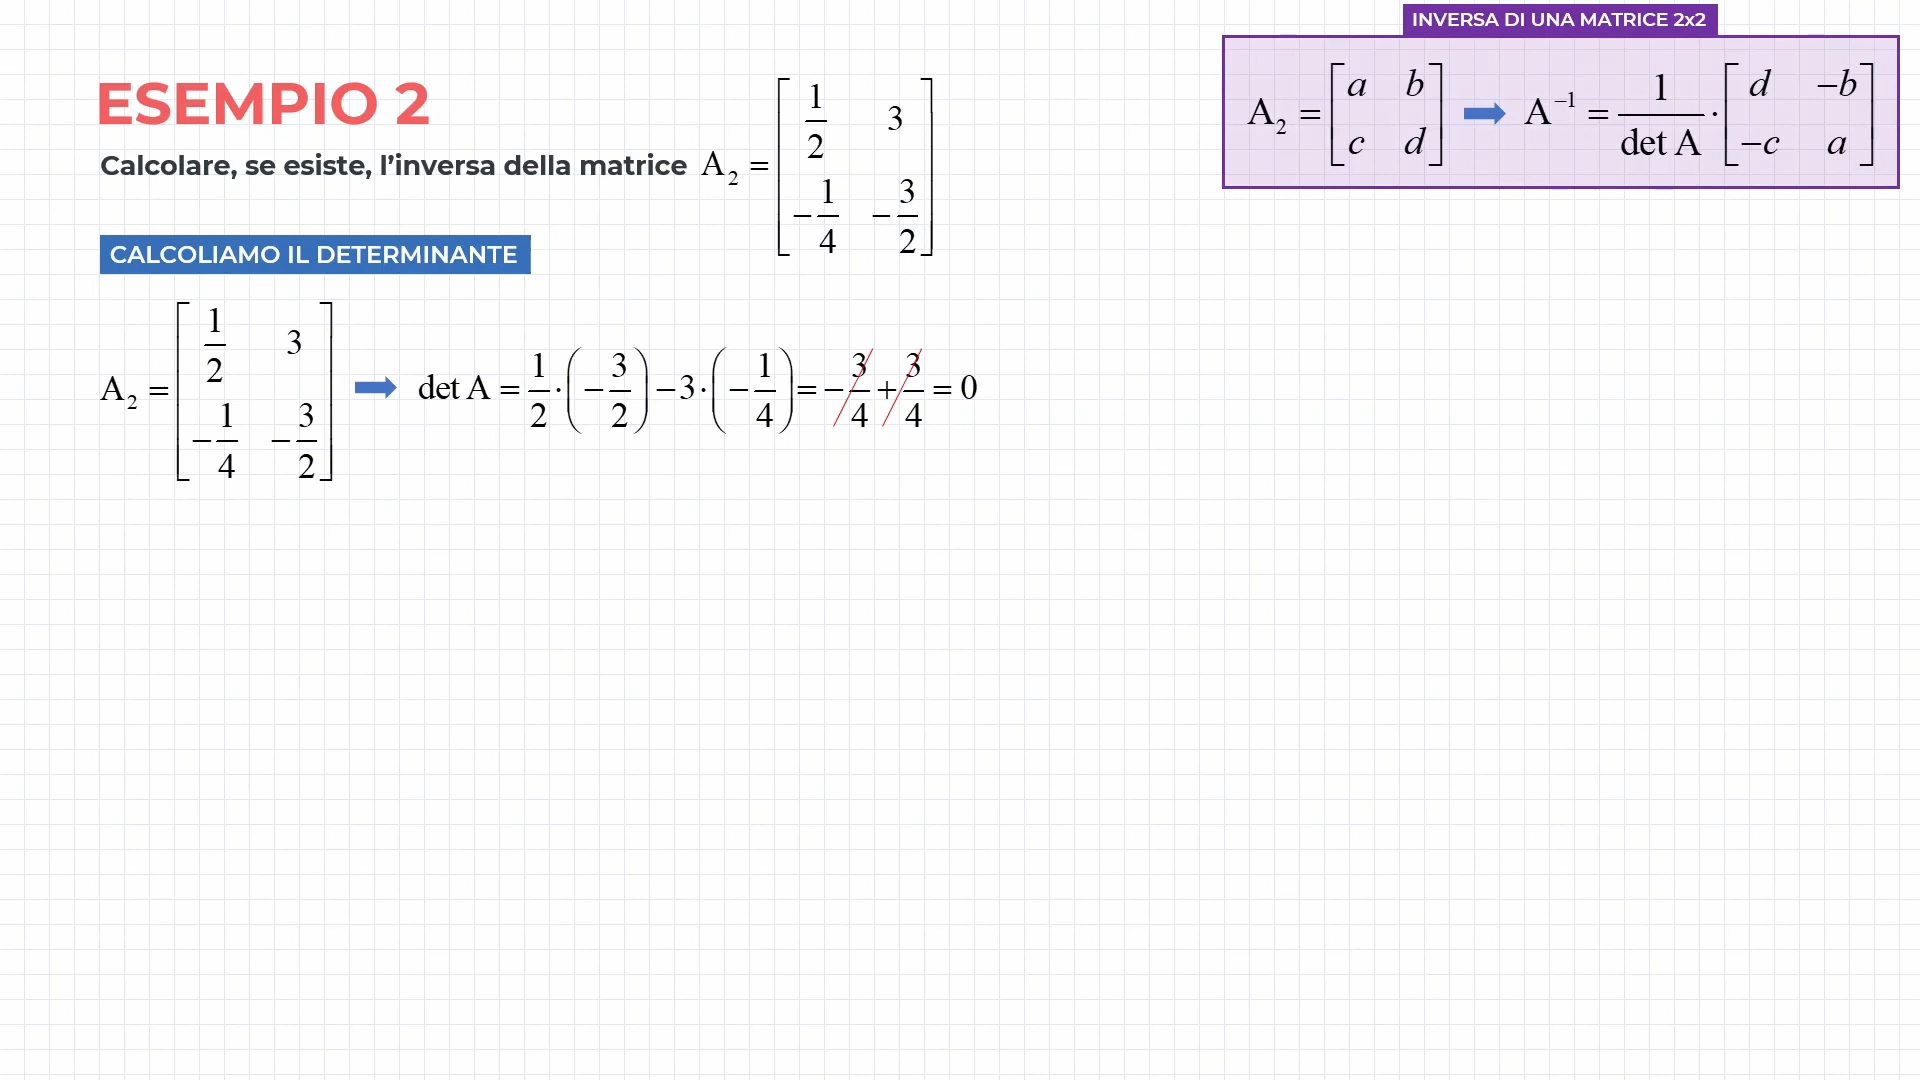 INVERSA DI UNA MATRICE 2x2
A₂ = [a b; c d] ➡ A⁻¹ = 1/det A · [d −b; −c a]
ESEMPIO 2
Calcolare, se esiste, l’inversa della matrice A₂ = [1/2 3; −1/4 −3/2]
CALCOLIAMO IL DETERMINANTE
A₂ = [1/2 3; −1/4 −3/2] ➡ det A = 1/2 · (−3/2) − 3 · (−1/4) = −3/4 + 3/4 = 0